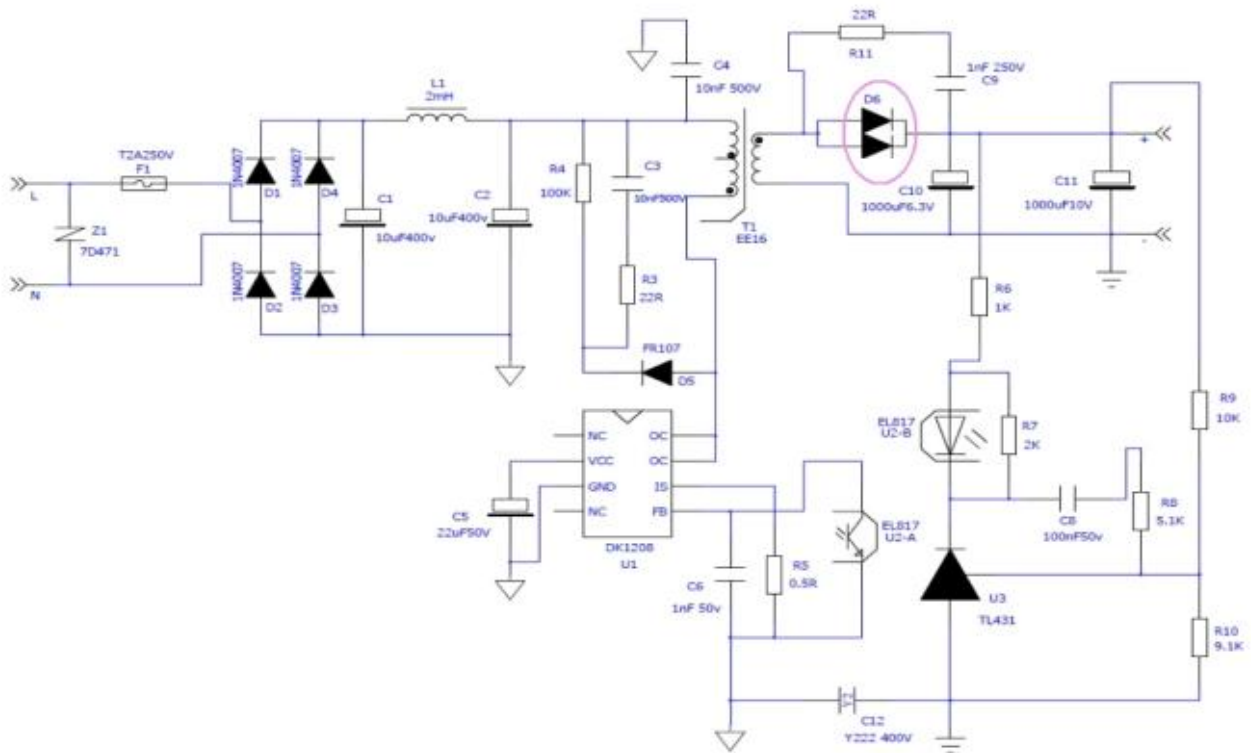 22R
R11
1nF 250V
C9
C4
10nF 500V
L1
2mH
D6
T2A250V
F1
1N4007
D1
1N4007
D4
R4
100K
C3
10nF500V
+
L
C1
10uF400v
C2
10uF400v
C10
1000uF6.3V
C11
1000uF10V
Z1
7D471
T1
EE16
-
N
1N4007
D2
1N4007
D3
R3
22R
R6
1K
FR107
D5
R9
10K
EL817
U2-B
R7
2K
NC
OC
VCC
OC
GND
IS
NC
FB
C5
22uF50V
DK1208
U1
EL817
U2-A
C8
100nF50v
R8
5.1K
C6
1nF 50v
R5
0.5R
U3
TL431
R10
9.1K
Y2
C12
Y222 400V